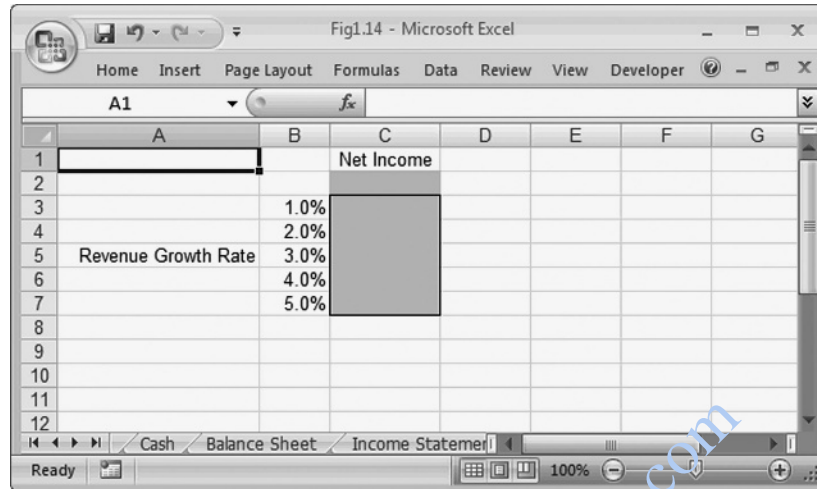 Fig1.14 - Microsoft Excel
Home Insert Page Layout Formulas Data Review View Developer
A1 fx
A B C D E F G
1 Net Income
2
3 1.0%
4 2.0%
5 Revenue Growth Rate 3.0%
6 4.0%
7 5.0%
8
9
10
11
12
Cash Balance Sheet Income Statemen
Ready 100%
.com